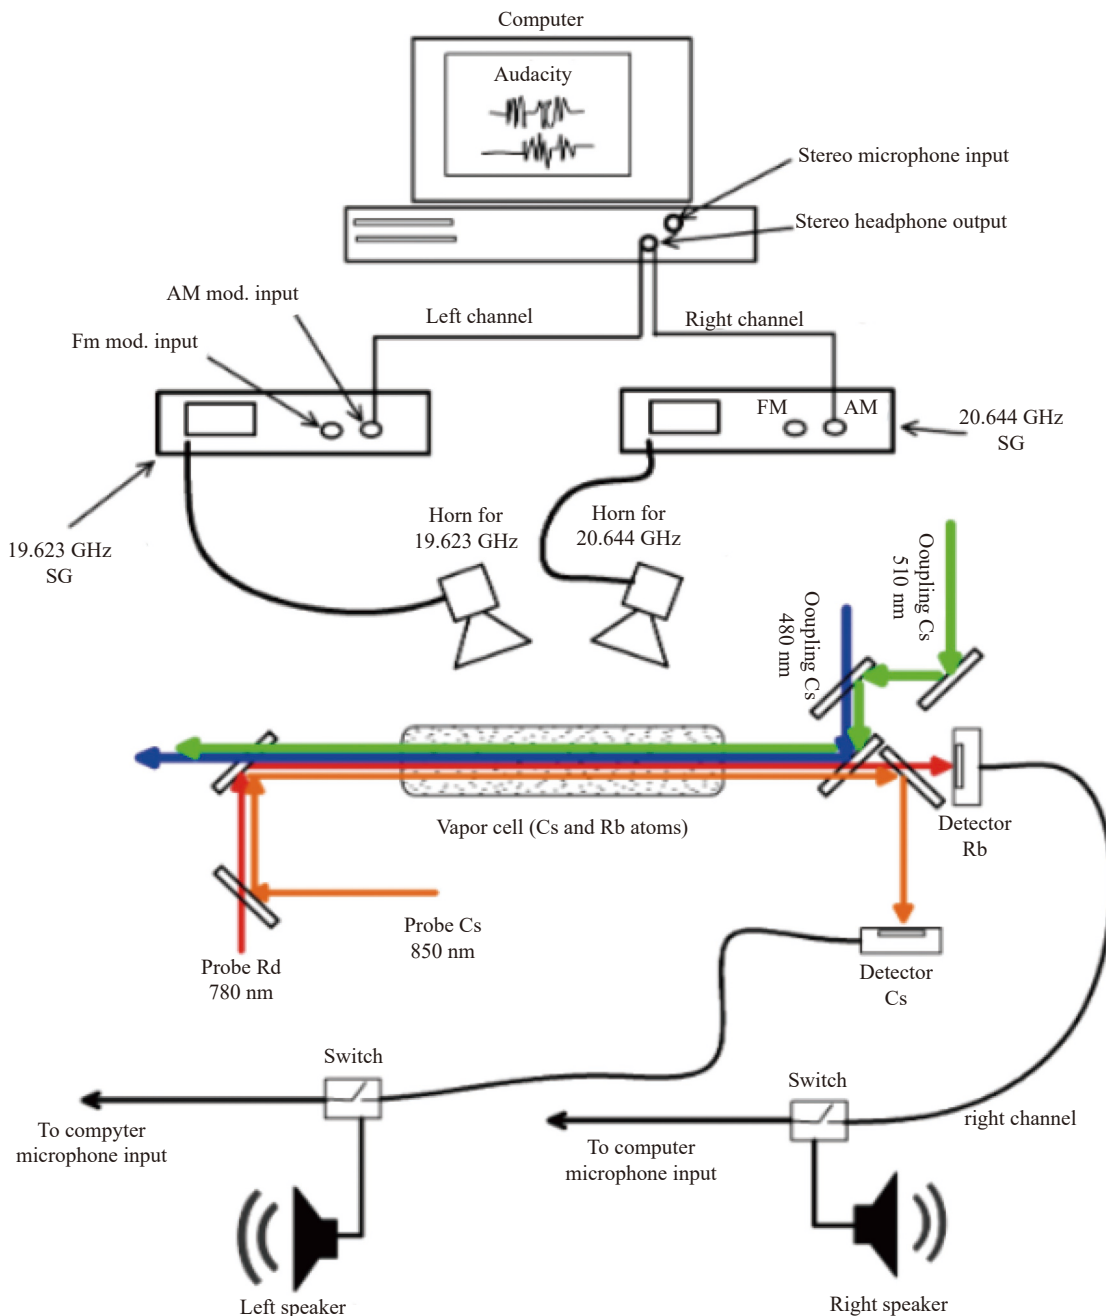 Computer
Audacity
Stereo microphone input
Stereo headphone output
AM mod. input
Left channel
Right channel
Fm mod. input
FM
AM
20.644 GHz
SG
19.623 GHz
SG
Horn for
19.623 GHz
Horn for
20.644 GHz
Ooupling Cs
510 nm
Ooupling Cs
480 nm
Vapor cell (Cs and Rb atoms)
Detector
Rb
Probe Cs
850 nm
Probe Rd
780 nm
Detector
Cs
Switch
Switch
right channel
To compyter
microphone input
To computer
microphone input
Left speaker
Right speaker